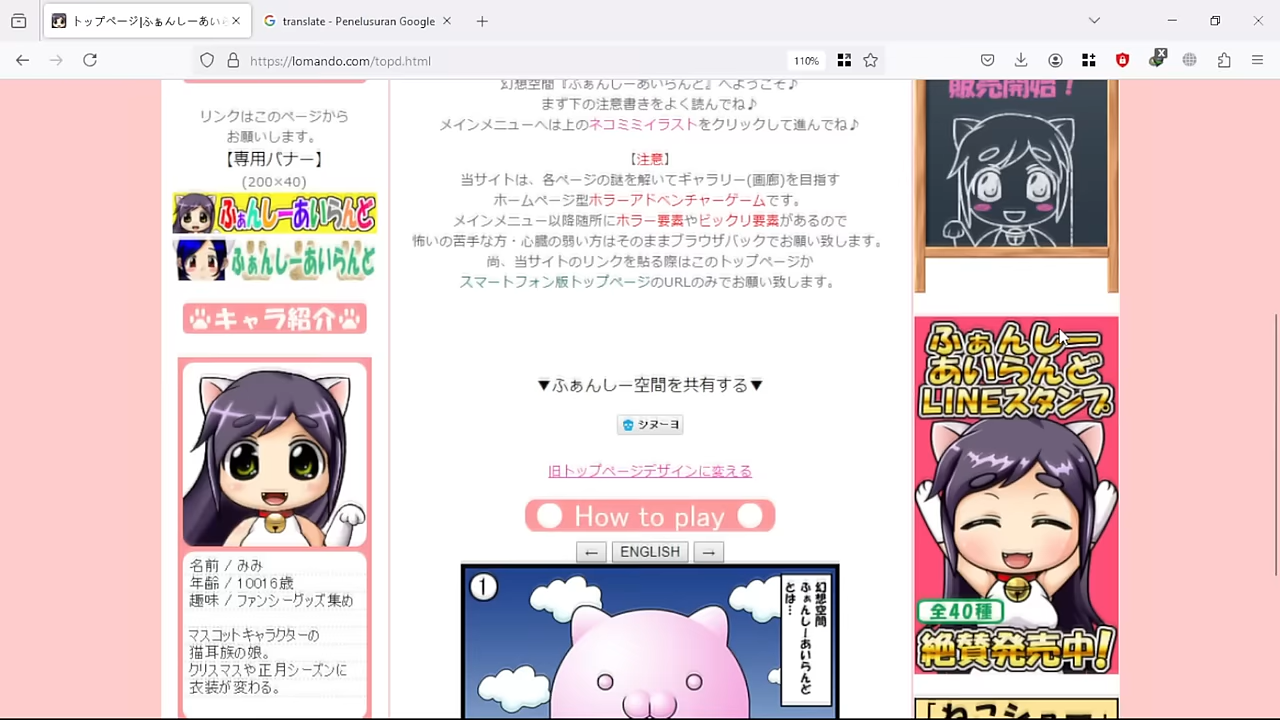 トップページ|ふぁんしーあいら
translate - Penelusuran Google
https://lomando.com/topd.html
110%
リンクはこのページから
お願いします。
【専用バナー】
(200×40)
ふぁんしーあいらんど
ふぁんしーあいらんど
キャラ紹介
名前 / みみ
年齢 / 10016歳
趣味 / ファンシーグッズ集め
マスコットキャラクターの
猫耳族の娘。
クリスマスや正月シーズンに
衣装が変わる。
幻想空間『ふぁんしーあいらんど』へようこそ♪
まず下の注意書きをよく読んでね♪
メインメニューへは上のネコミミイラストをクリックして進んでね♪
【注意】
当サイトは、各ページの謎を解いてギャラリー(画廊)を目指す
ホームページ型ホラーアドベンチャーゲームです。
メインメニュー以降随所にホラー要素やビックリ要素があるので
怖いの苦手な方・心臓の弱い方はそのままブラウザバックでお願い致します。
尚、当サイトのリンクを貼る際はこのトップページか
スマートフォン版トップページのURLのみでお願い致します。
▼ふぁんしー空間を共有する▼
シヌーヨ
旧トップページデザインに変える
How to play
← ENGLISH →
①
幻想空間
ふぁんしーあいらんど
とは…
販売開始！
ふぁんしー
あいらんど
LINEスタンプ
全40種
絶賛発売中!